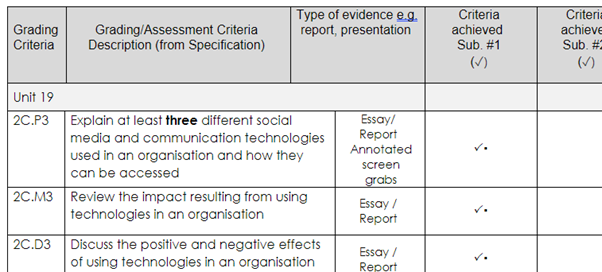 Grading Criteria
Grading/Assessment Criteria Description (from Specification)
Type of evidence e.g. report, presentation
Criteria achieved Sub. #1 (✓)
Criteria Sub. (✓)
Unit 19
2C.P3
Explain at least three different social
media and communication technologies
used in an organisation and how they
can be accessed
Essay/
Report
Annotated
screen
grabs
✓•
2C.M3
Review the impact resulting from using
technologies in an organisation
Essay /
Report
✓•
2C.D3
Discuss the positive and negative effects
of using technologies in an organisation
Essay /
Report
✓•